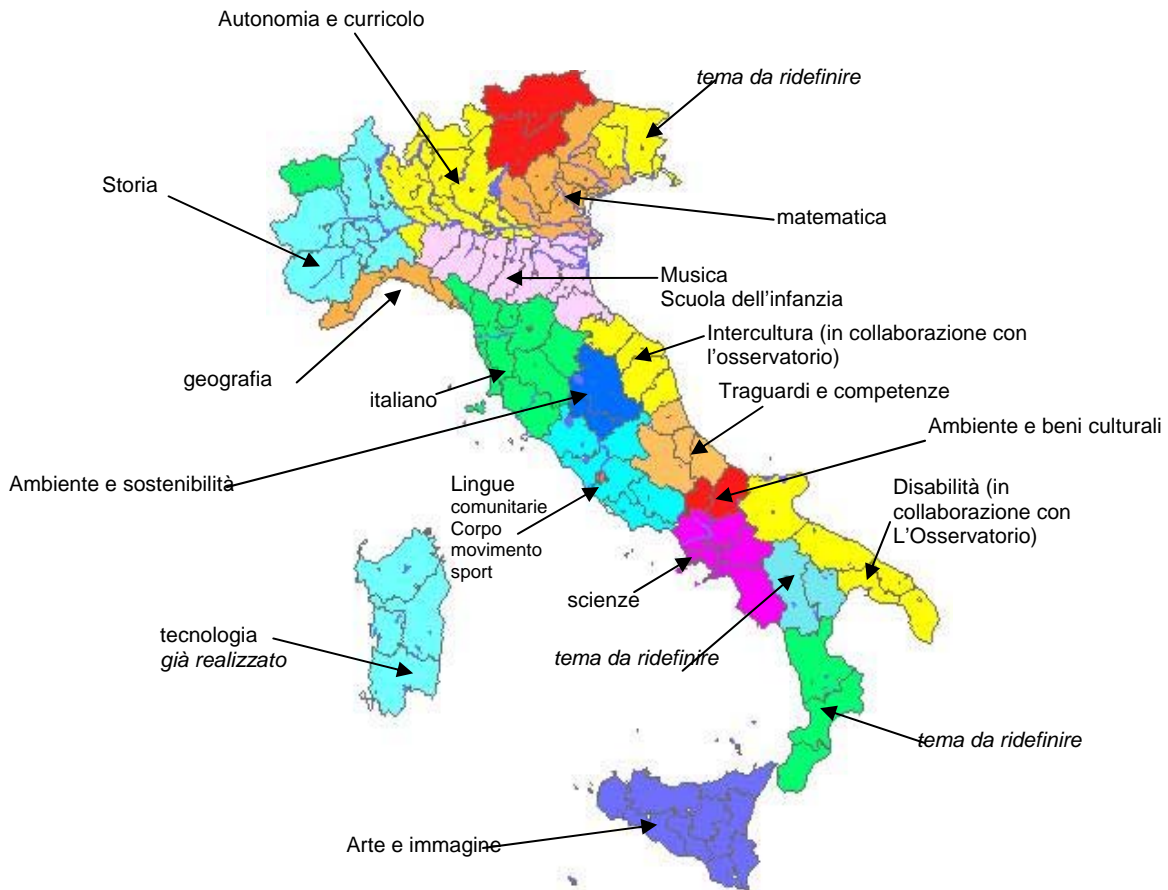 Autonomia e curricolo
tema da ridefinire
Storia
matematica
Musica
Scuola dell'infanzia
Intercultura (in collaborazione con
l'osservatorio)
geografia
italiano
Traguardi e competenze
Ambiente e beni culturali
Ambiente e sostenibilità
Lingue
comunitarie
Corpo
movimento
sport
Disabilità (in
collaborazione con
L'Osservatorio)
scienze
tecnologia
già realizzato
tema da ridefinire
tema da ridefinire
Arte e immagine